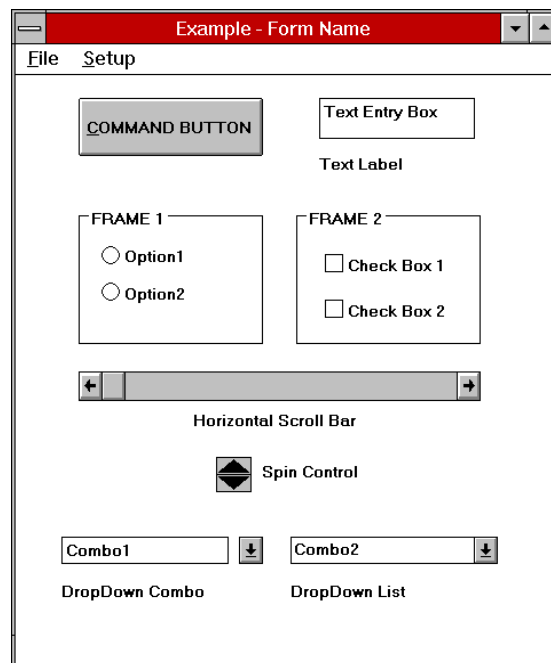 Example - Form Name
File Setup
COMMAND BUTTON
Text Entry Box
Text Label
FRAME 1
Option1
Option2
FRAME 2
Check Box 1
Check Box 2
Horizontal Scroll Bar
Spin Control
Combo1
Combo2
DropDown Combo
DropDown List